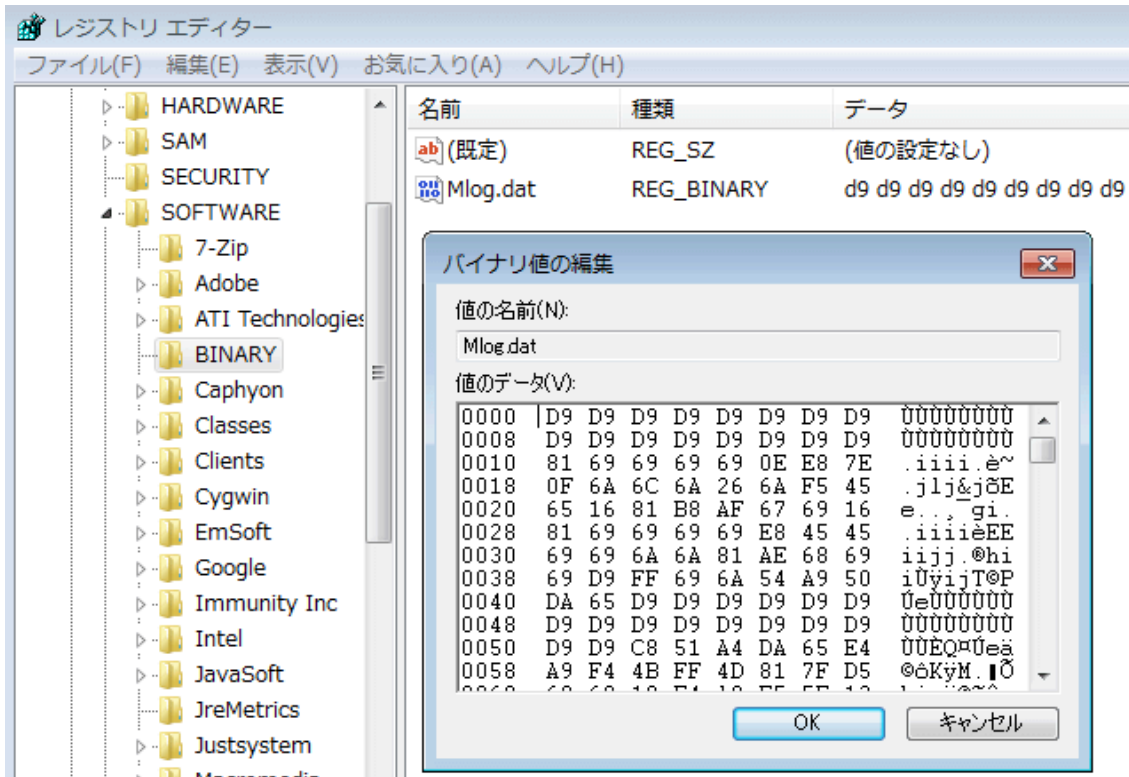 レジストリ エディター
ファイル(F) 編集(E) 表示(V) お気に入り(A) ヘルプ(H)
HARDWARE
SAM
SECURITY
SOFTWARE
7-Zip
Adobe
ATI Technologies
BINARY
Caphyon
Classes
Clients
Cygwin
EmSoft
Google
Immunity Inc
Intel
JavaSoft
JreMetrics
Justsystem
名前 種類 データ
(既定) REG_SZ (値の設定なし)
Mlog.dat REG_BINARY d9 d9 d9 d9 d9 d9 d9 d9 d9
バイナリ値の編集
値の名前(N):
Mlog.dat
値のデータ(V):
0000 D9 D9 D9 D9 D9 D9 D9 D9 ÙÙÙÙÙÙÙÙ
0008 D9 D9 D9 D9 D9 D9 D9 D9 ÙÙÙÙÙÙÙÙ
0010 81 69 69 69 69 0E E8 7E .iiii.è~
0018 0F 6A 6C 6A 26 6A F5 45 .jlj&jõE
0020 65 16 81 B8 AF 67 69 16 e..¸¯gi.
0028 81 69 69 69 69 E8 45 45 .iiiièEE
0030 69 69 6A 6A 81 AE 68 69 iijj.®hi
0038 69 D9 FF 69 6A 54 A9 50 iÙÿijT©P
0040 DA 65 D9 D9 D9 D9 D9 D9 ÚeÙÙÙÙÙÙ
0048 D9 D9 D9 D9 D9 D9 D9 D9 ÙÙÙÙÙÙÙÙ
0050 D9 D9 C8 51 A4 DA 65 E4 ÙÙÈQ¤Úeä
0058 A9 F4 4B FF 4D 81 7F D5 ©ôKÿM.▮Õ
OK キャンセル